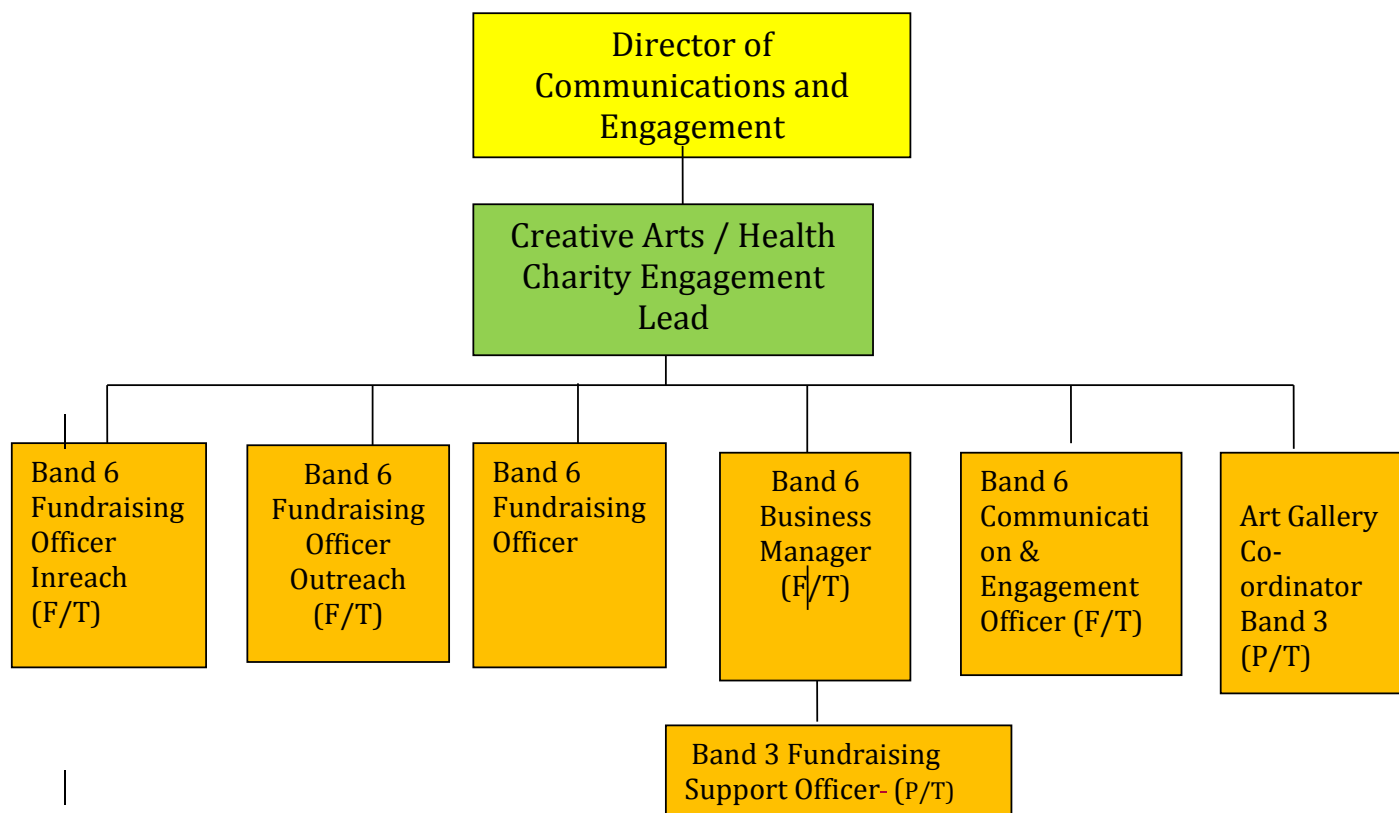 Director of
Communications and
Engagement
Creative Arts / Health
Charity Engagement
Lead
Band 6
Fundraising
Officer
Inreach
(F/T)
Band 6
Fundraising
Officer
Outreach
(F/T)
Band 6
Fundraising
Officer
Band 6
Business
Manager
(F/T)
Band 6
Communicati
on &
Engagement
Officer (F/T)
Art Gallery
Co-
ordinator
Band 3
(P/T)
Band 3 Fundraising
Support Officer- (P/T)